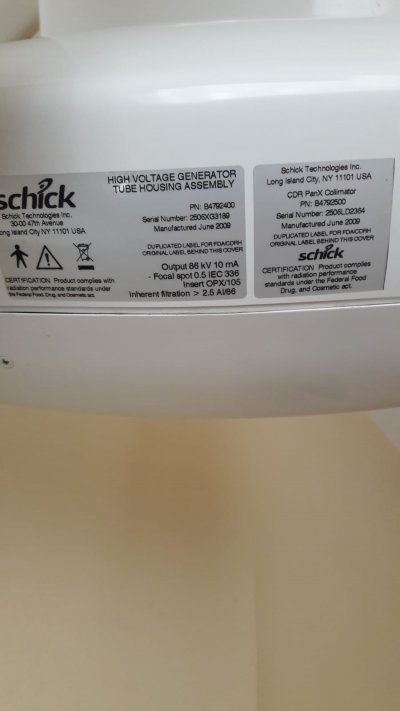 schick
Schick Technologies Inc.
30-00 47th Avenue
Long Island City NY 11101 USA
CERTIFICATION Product complies with
radiation performance standards under
the Federal Food, Drug, and Cosmetic act.
HIGH VOLTAGE GENERATOR
TUBE HOUSING ASSEMBLY
PN: B4792400
Serial Number: 2506XG3189
Manufactured June 2009
DUPLICATED LABEL FOR FDA/CDRH
ORIGINAL LABEL BEHIND THIS COVER
Output 86 kV 10 mA
- Focal spot 0.5 IEC 336
Insert OPX/105
Inherent filtration > 2.5 Al/86
Schick Technologies Inc.
Long Island City, NY 11101 USA
CDR PanX Collimator
PN: B4792500
Serial Number: 2506LD2364
Manufactured June 2009
DUPLICATED LABEL FOR FDA/CDRH
ORIGINAL LABEL BEHIND THIS COVER
schick
CERTIFICATION Product complies
with radiation performance
standards under the Federal Food
Drug, and Cosmetic act.